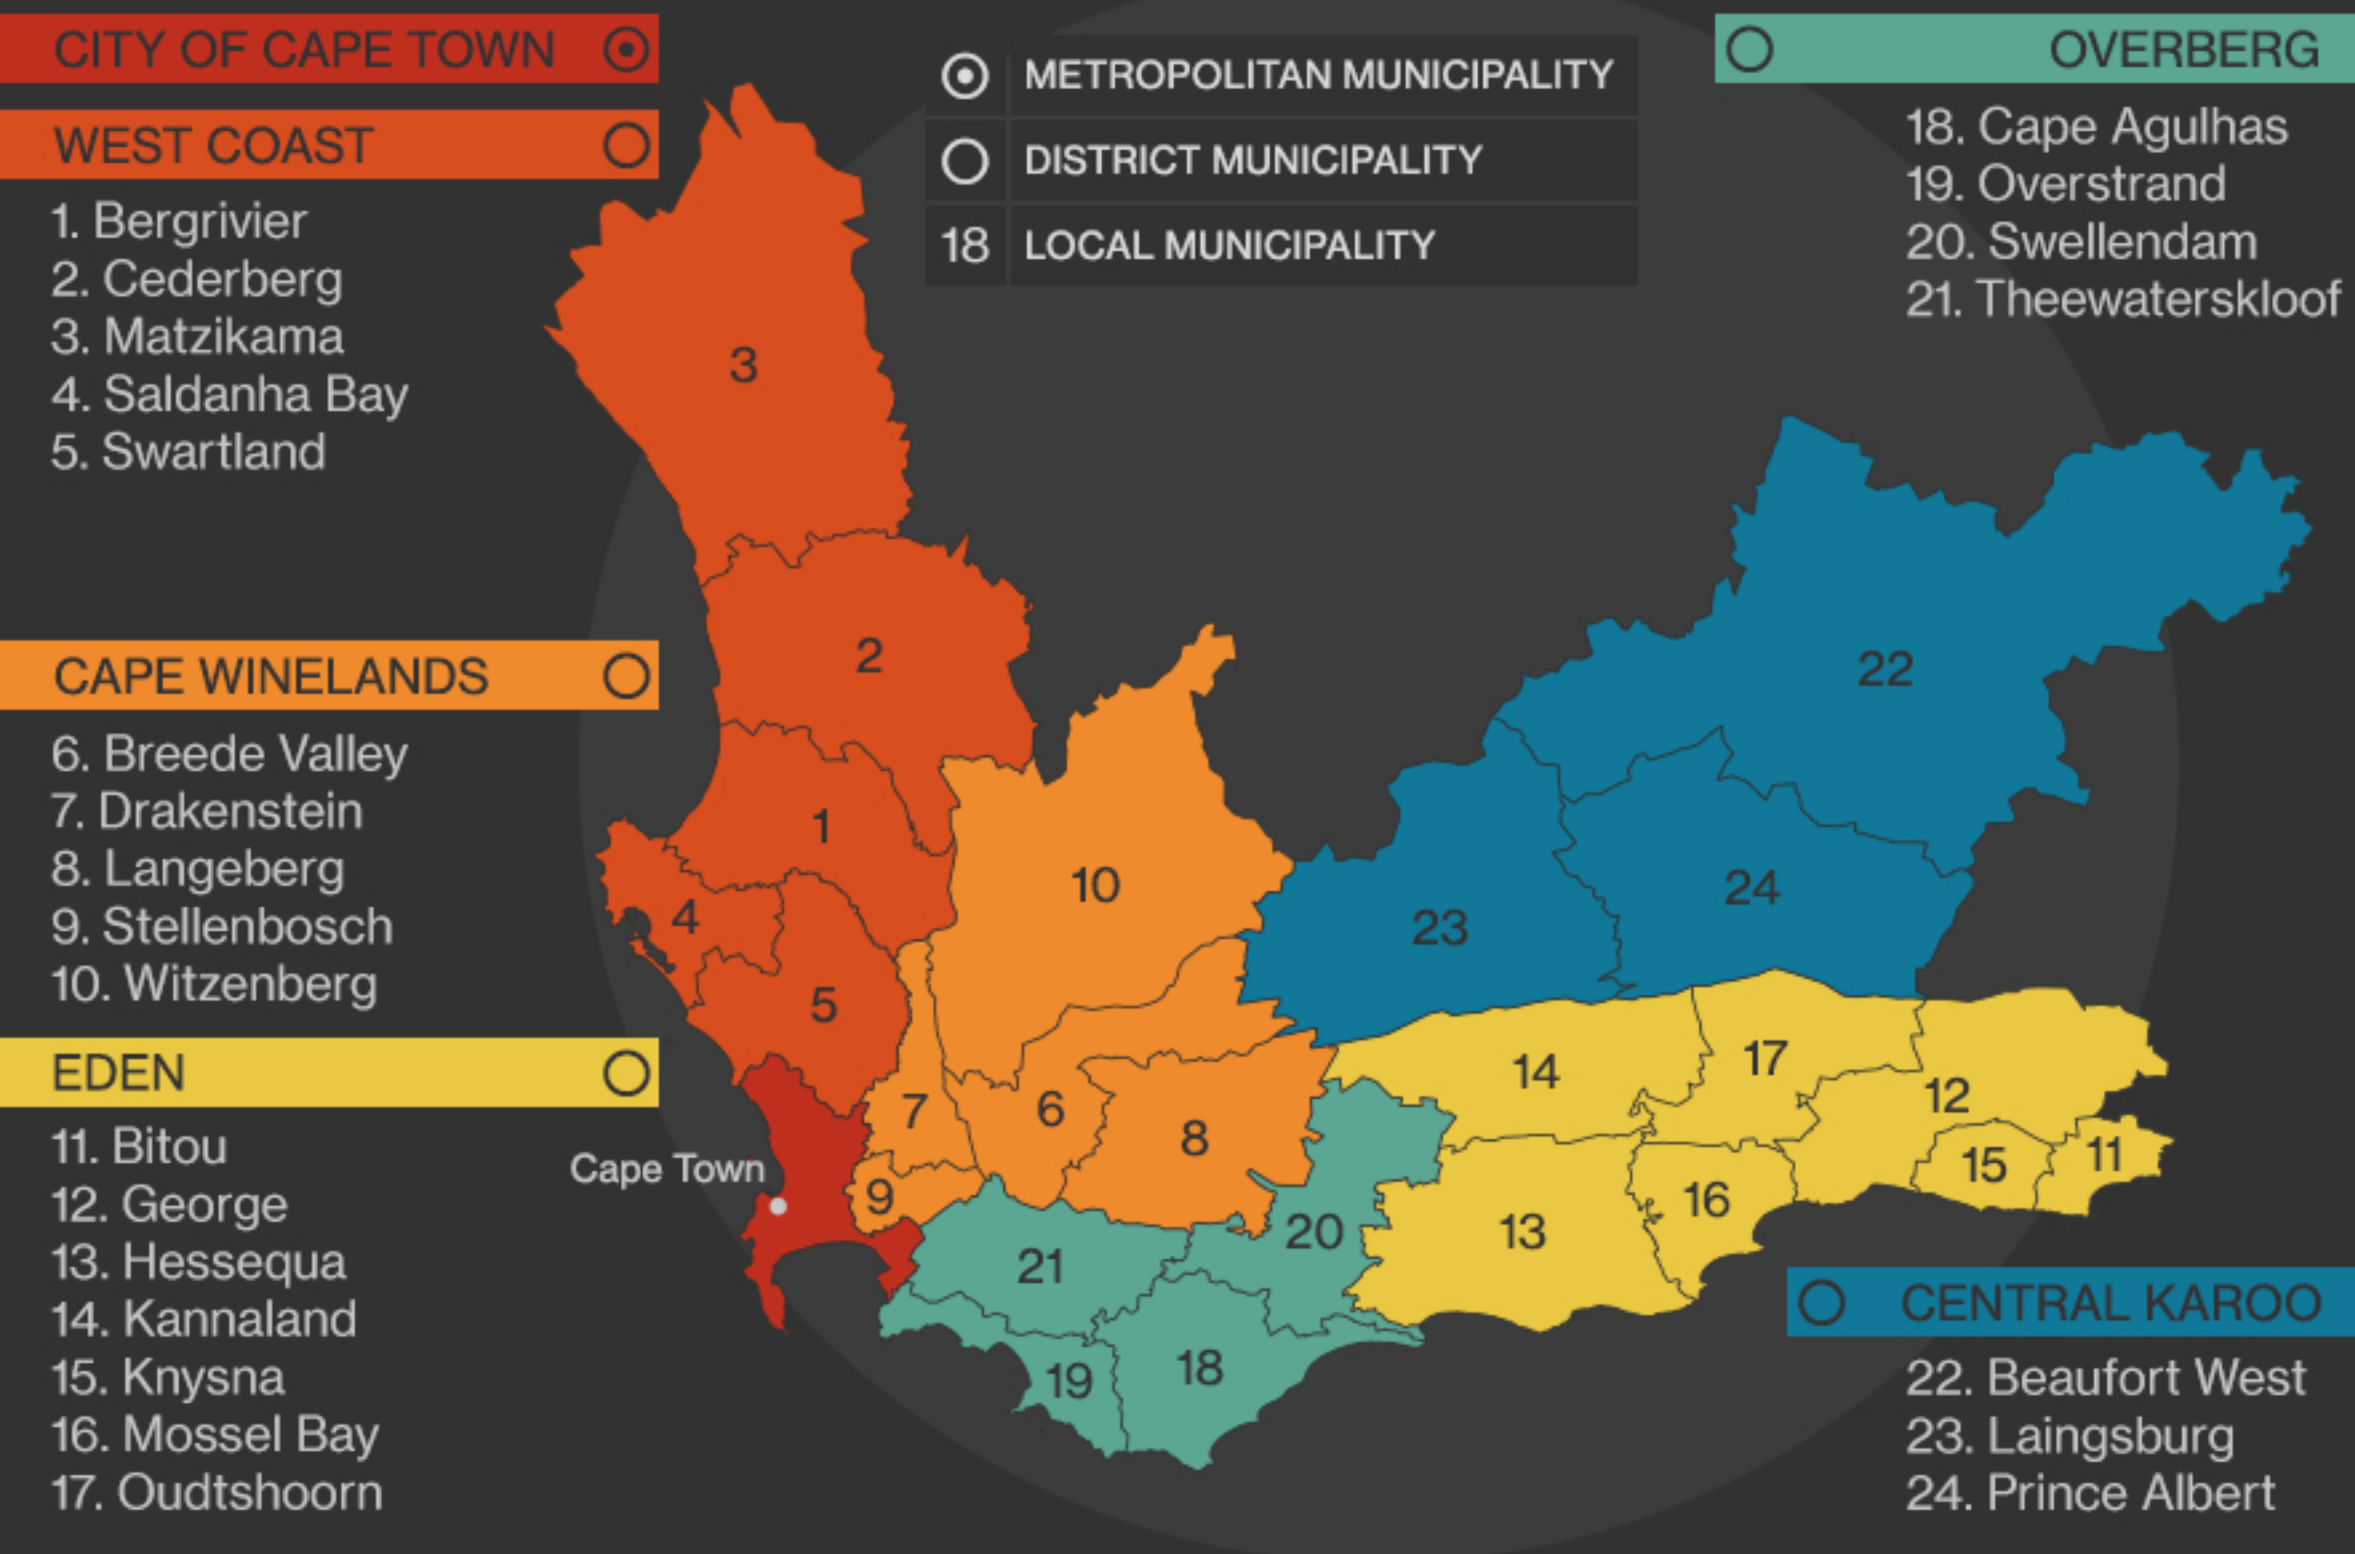 CITY OF CAPE TOWN
WEST COAST
1. Bergrivier
2. Cederberg
3. Matzikama
4. Saldanha Bay
5. Swartland
CAPE WINELANDS
6. Breede Valley
7. Drakenstein
8. Langeberg
9. Stellenbosch
10. Witzenberg
EDEN
11. Bitou
12. George
13. Hessequa
14. Kannaland
15. Knysna
16. Mossel Bay
17. Oudtshoorn
METROPOLITAN MUNICIPALITY
DISTRICT MUNICIPALITY
18 LOCAL MUNICIPALITY
OVERBERG
18. Cape Agulhas
19. Overstrand
20. Swellendam
21. Theewaterskloof
CENTRAL KAROO
22. Beaufort West
23. Laingsburg
24. Prince Albert
3
2
22
1
10
24
4
23
5
14
17
12
7
6
8
11
15
Cape Town
9
16
20
13
21
19
18